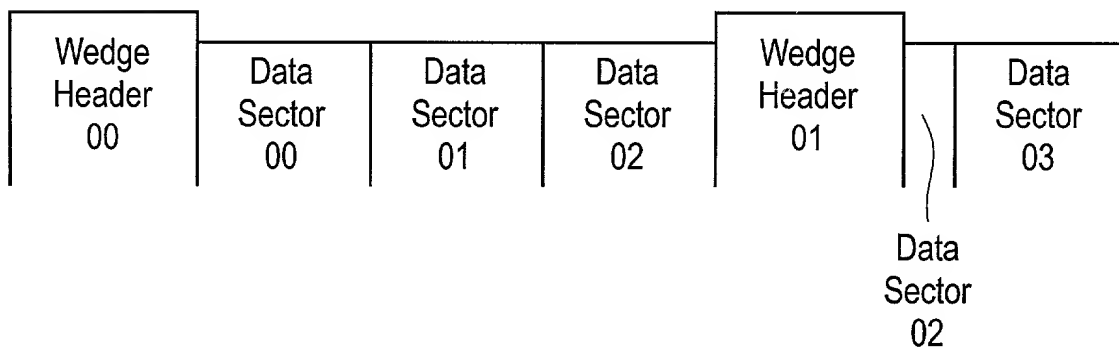 Wedge
Header
00
Data
Sector
00
Data
Sector
01
Data
Sector
02
Wedge
Header
01
Data
Sector
03
Data
Sector
02